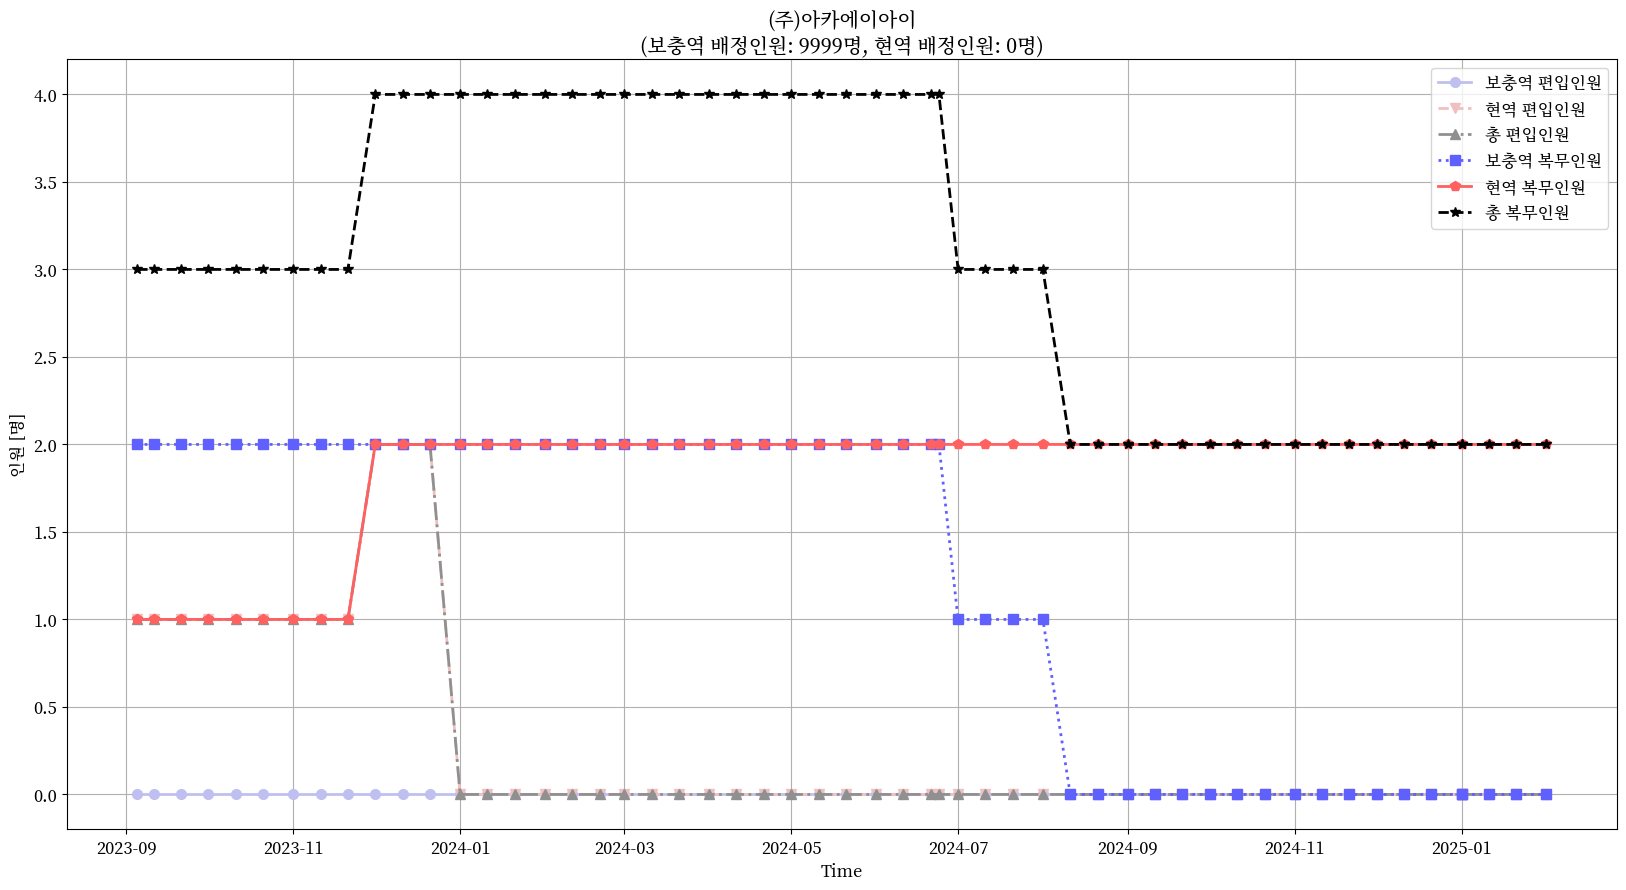 (주)아카에이아이
(보충역 배정인원: 9999명, 현역 배정인원: 0명)
4.0
3.5
3.0
2.5
2.0
1.5
1.0
0.5
0.0
인원 [명]
보충역 편입인원
현역 편입인원
총 편입인원
보충역 복무인원
현역 복무인원
총 복무인원
2023-09
2023-11
2024-01
2024-03
2024-05
2024-07
2024-09
2024-11
2025-01
Time